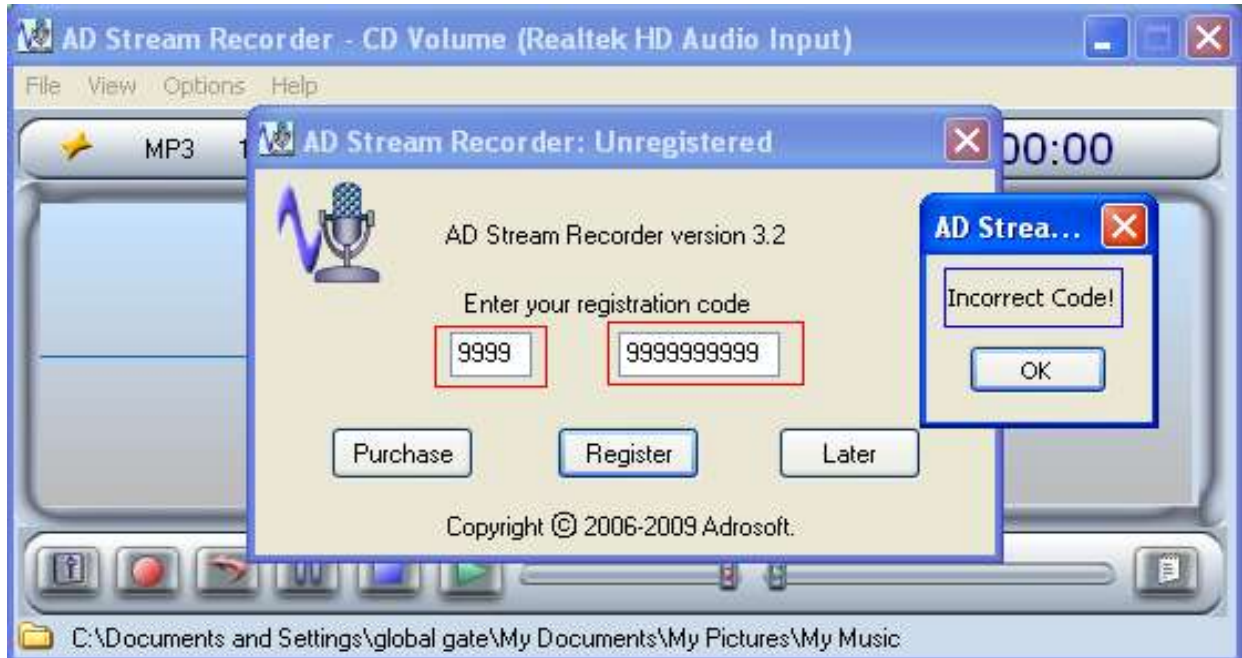 AD Stream Recorder - CD Volume (Realtek HD Audio Input)
File View Options Help
MP3
00:00
AD Stream Recorder: Unregistered
AD Stream Recorder version 3.2
Enter your registration code
9999 9999999999
Purchase Register Later
Copyright © 2006-2009 Adrosoft.
AD Strea...
Incorrect Code!
OK
C:\Documents and Settings\global gate\My Documents\My Pictures\My Music